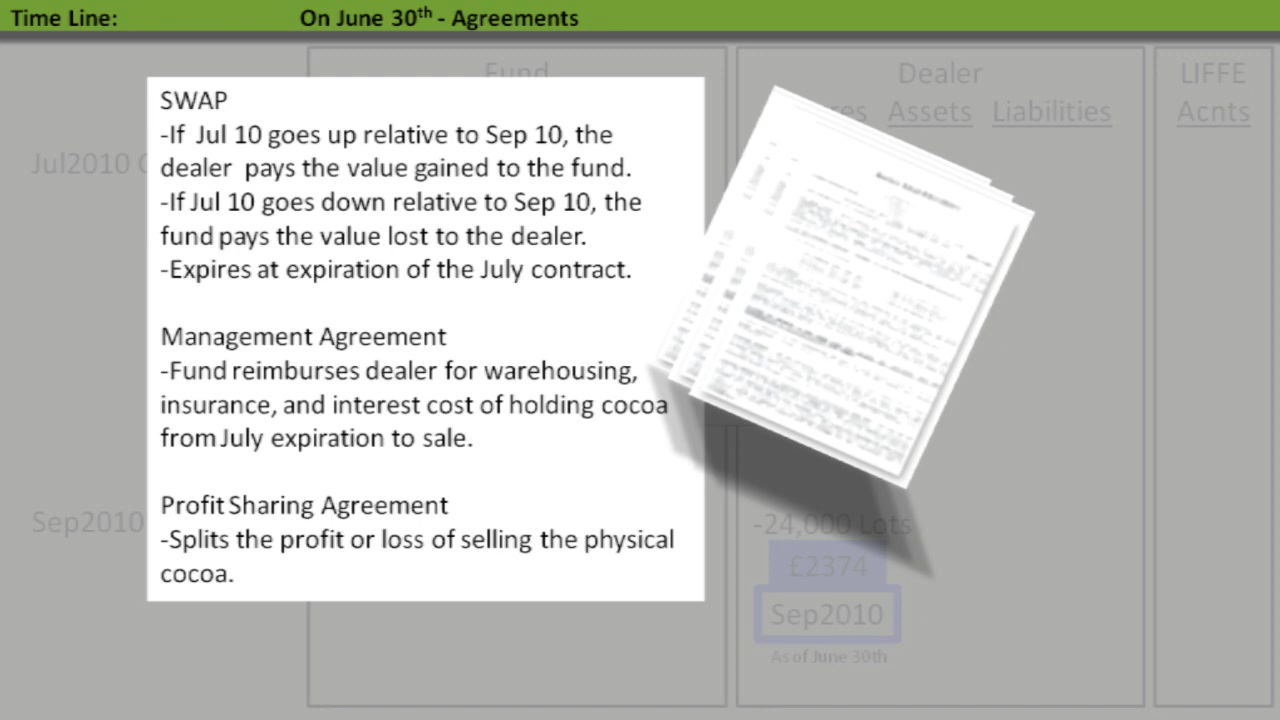 Time Line: On June 30th - Agreements
Fund Dealer LIFFE
Assets Liabilities Acnts
SWAP
-If Jul 10 goes up relative to Sep 10, the
dealer pays the value gained to the fund.
-If Jul 10 goes down relative to Sep 10, the
fund pays the value lost to the dealer.
-Expires at expiration of the July contract.
Management Agreement
-Fund reimburses dealer for warehousing,
insurance, and interest cost of holding cocoa
from July expiration to sale.
Profit Sharing Agreement
-Splits the profit or loss of selling the physical
cocoa.
Jul2010
Sep2010
-24,000 Lots
£2374
Sep2010
As of June 30th